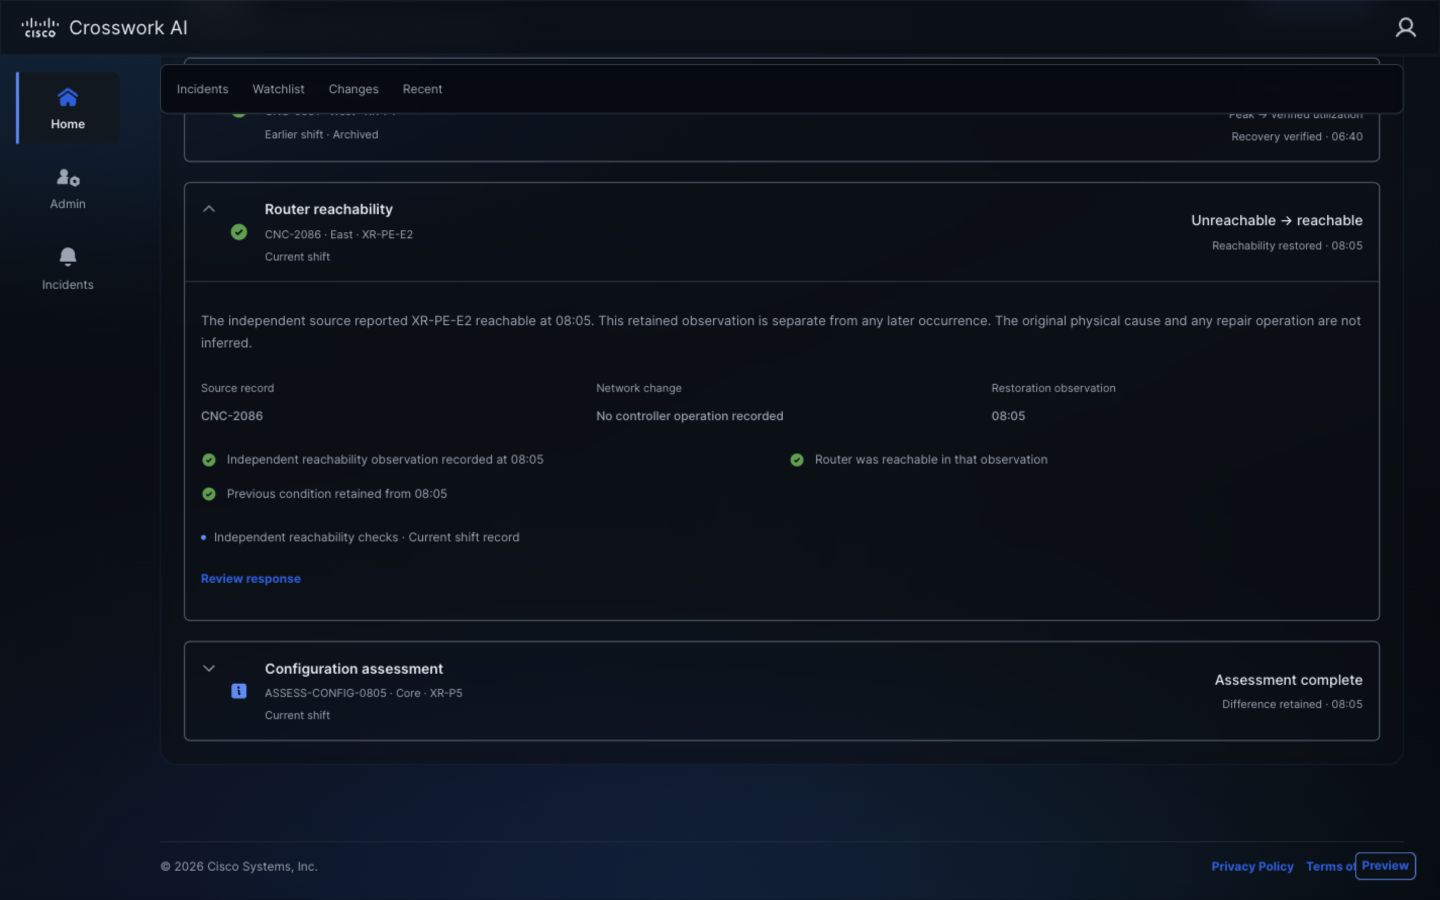 CISCO Crosswork AI
Home
Admin
Incidents
Incidents Watchlist Changes Recent
Earlier shift · Archived
Peak → verified utilization
Recovery verified · 06:40
Router reachability
CNC-2086 · East · XR-PE-E2
Current shift
Unreachable → reachable
Reachability restored · 08:05
The independent source reported XR-PE-E2 reachable at 08:05. This retained observation is separate from any later occurrence. The original physical cause and any repair operation are not
inferred.
Source record
CNC-2086
Network change
No controller operation recorded
Restoration observation
08:05
Independent reachability observation recorded at 08:05
Router was reachable in that observation
Previous condition retained from 08:05
Independent reachability checks · Current shift record
Review response
Configuration assessment
ASSESS-CONFIG-0805 · Core · XR-P5
Current shift
Assessment complete
Difference retained · 08:05
© 2026 Cisco Systems, Inc.
Privacy Policy Terms of Preview